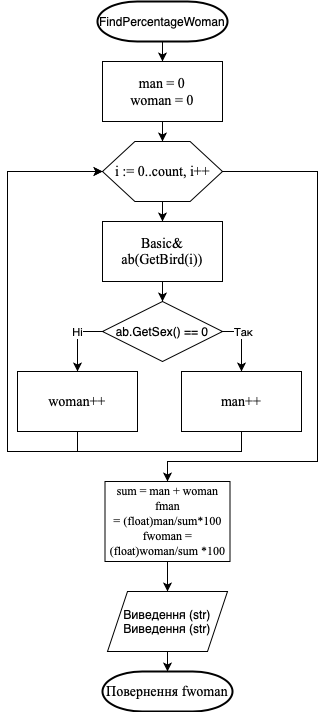 FindPercentageWoman
man = 0
woman = 0
i := 0..count, i++
Basic&
ab(GetBird(i))
ab.GetSex() == 0
Ні
Так
woman++
man++
sum = man + woman
fman
= (float)man/sum*100
fwoman =
(float)woman/sum *100
Виведення (str)
Виведення (str)
Повернення fwoman